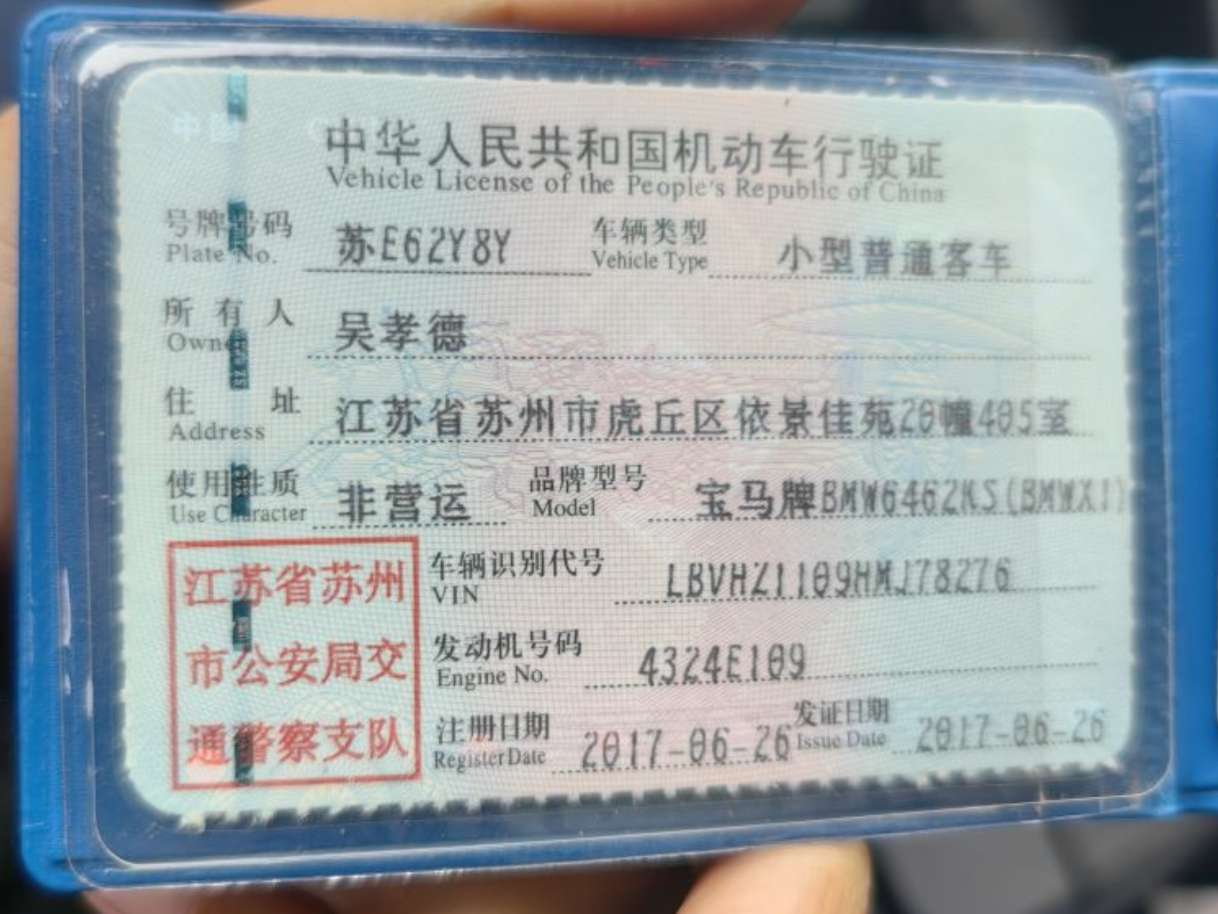 中华人民共和国机动车行驶证
Vehicle License of the People's Republic of China
号牌号码 苏E62Y8Y 车辆类型 小型普通客车
Plate No. Vehicle Type
所有人 吴孝德
Owner
住址 江苏省苏州市虎丘区依景佳苑20幢405室
Address
使用性质 非营运 品牌型号 宝马牌BMW6462KS(BMWX1)
Use Character Model
江苏省苏州
市公安局交
通警察支队
车辆识别代号 LBVHZ1109HMJ78276
VIN
发动机号码 4324E109
Engine No.
注册日期 2017-06-26 发证日期 2017-06-26
Register Date Issue Date